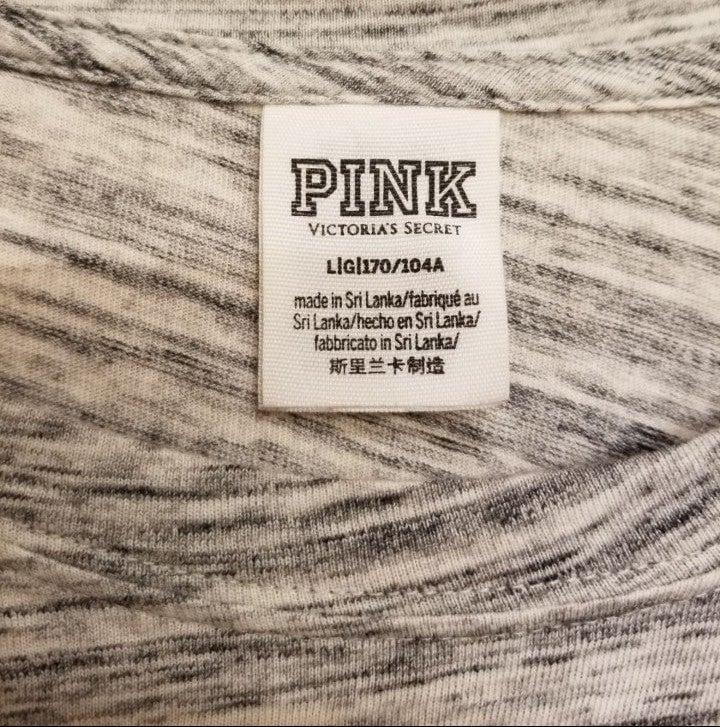 PINK
VICTORIA'S SECRET
L|G|170/104A
made in Sri Lanka/fabriqué au
Sri Lanka/hecho en Sri Lanka/
fabbricato in Sri Lanka/
斯里兰卡制造